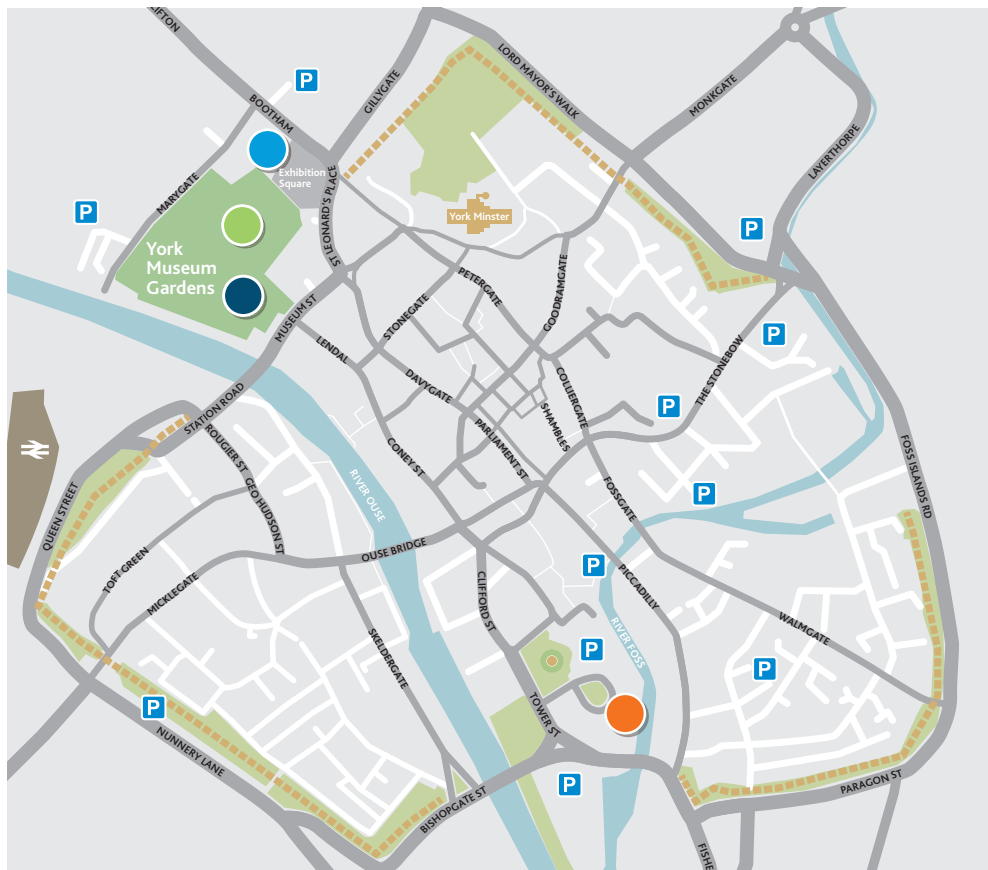 CLIFTON
P
BOOTHAM
GILLYGATE
LORD MAYOR'S WALK
MONKGATE
LAYERTHORPE
Exhibition
Square
MARYGATE
P
ST LEONARD'S PLACE
York Minster
P
York
Museum
Gardens
MUSEUM ST
PETERGATE
GOODRAMGATE
STONEGATE
LENDAL
P
THE STONEBOW
DAVYGATE
COLLIERGATE
SHAMBLES
P
STATION ROAD
ROUGIER ST
PARLIAMENT ST
CONEY ST
FOSS ISLANDS RD
QUEEN STREET
GEO HUDSON ST
RIVER OUSE
FOSSGATE
P
OUSE BRIDGE
TOFT GREEN
MICKLEGATE
P
CLIFFORD ST
PICCADILLY
WALMGATE
RIVER FOSS
SKELDERGATE
P
P
P
TOWER ST
NUNNERY LANE
P
BISHOPGATE ST
PARAGON ST
FISHE